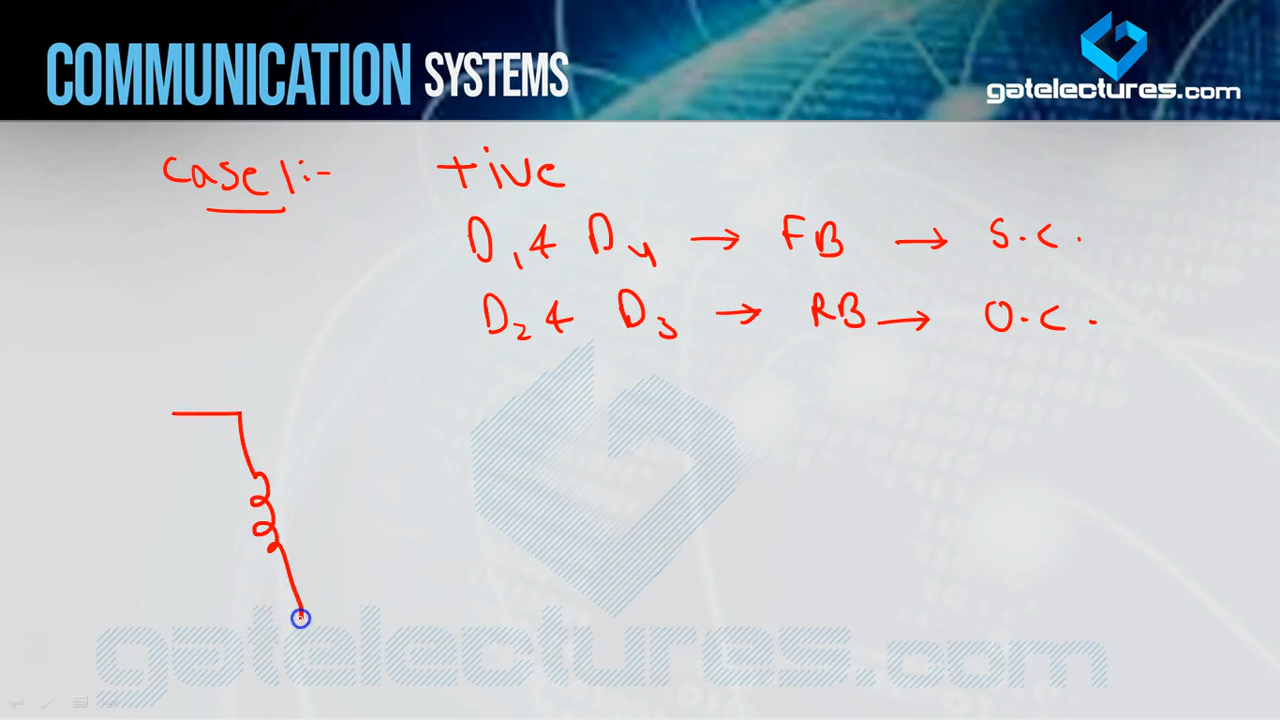 COMMUNICATION SYSTEMS
gatelectures.com
Case 1:- +ive
D1 & D4 → FB → S.C.
D2 & D3 → RB → O.C.
gatelectures.com